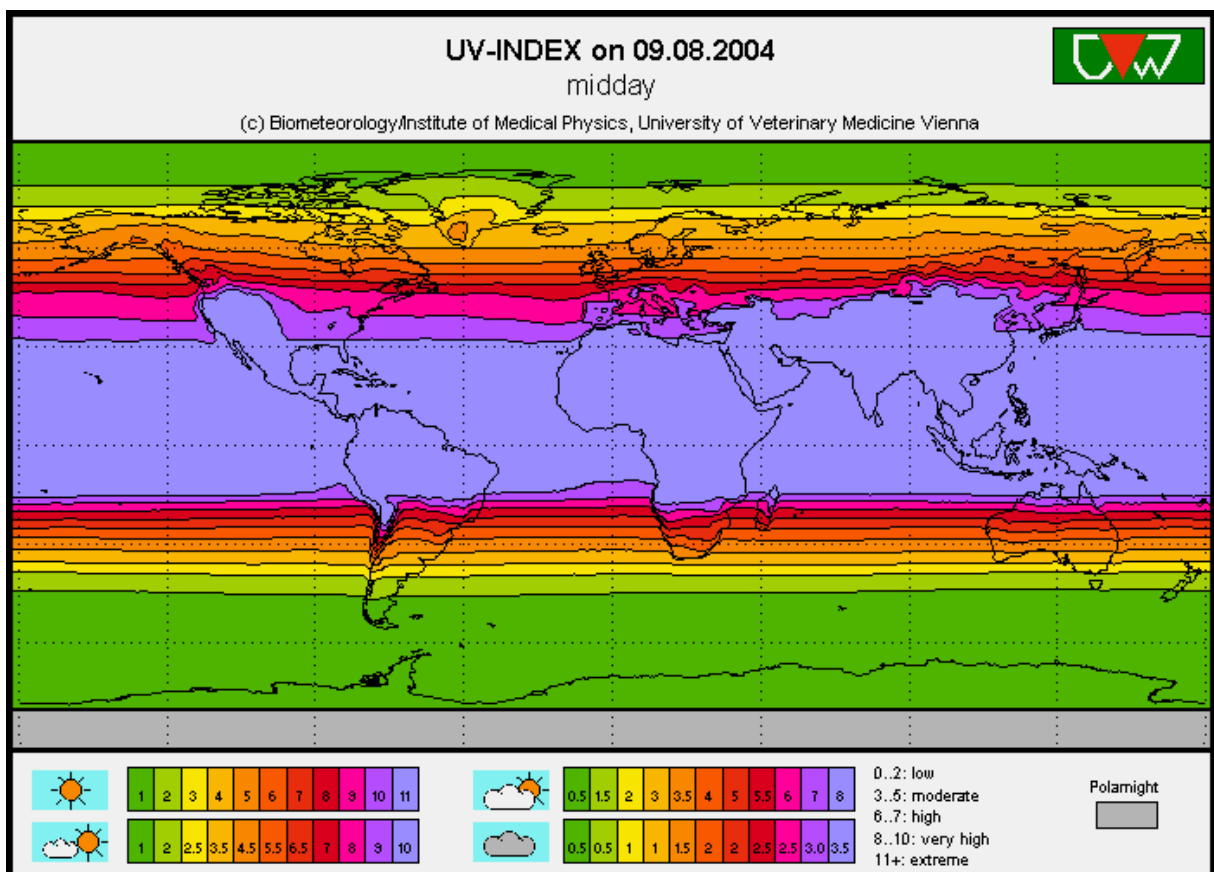 UV-INDEX on 09.08.2004
midday
(c) Biometeorology/Institute of Medical Physics, University of Veterinary Medicine Vienna
UVW
1 2 3 4 5 6 7 8 9 10 11
0.5 1.5 2 3 3.5 4 5 5.5 6 7 8
1 2 2.5 3.5 4.5 5.5 6.5 7 8 9 10
0.5 0.5 1 1 1.5 2 2 2.5 2.5 3.0 3.5
0..2: low
3..5: moderate
6..7: high
8..10: very high
11+: extreme
Polarnight